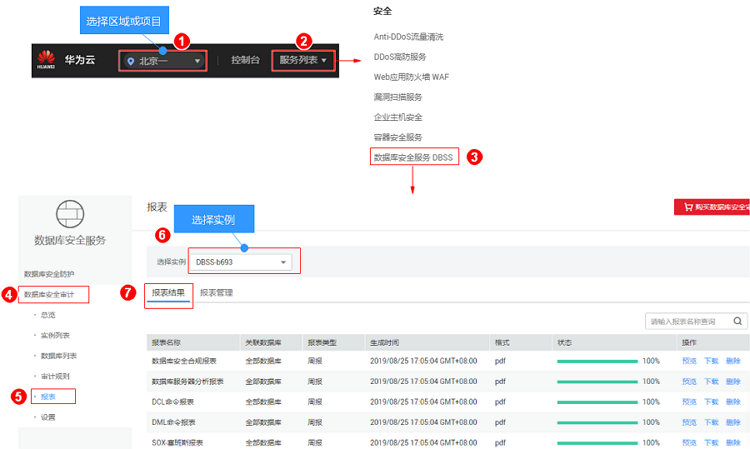 选择区域或项目
安全
1
2
HUAWEI 华为云 北京一 控制台 服务列表
Anti-DDoS流量清洗
DDoS高防服务
Web应用防火墙 WAF
漏洞扫描服务
企业主机安全
容器安全服务
数据库安全服务 DBSS 3
报表
购买数据库安全审
选择实例
6
数据库安全服务
选择实例 DBSS-b693
数据库安全防护
4 数据库安全审计
7 报表结果 报表管理
总览
实例列表
请输入报表名称查询
数据库列表
报表名称 关联数据库 报表类型 生成时间 格式 状态 操作
审计规则
数据库安全合规报表 全部数据库 周报 2019/08/25 17:05:04 GMT+08:00 pdf 100% 预览 下载 删除
数据库服务器分析报表 全部数据库 周报 2019/08/25 17:05:04 GMT+08:00 pdf 100% 预览 下载 删除
5 报表
DCL命令报表 全部数据库 周报 2019/08/25 17:05:04 GMT+08:00 pdf 100% 预览 下载 删除
设置
DML命令报表 全部数据库 周报 2019/08/25 17:05:04 GMT+08:00 pdf 100% 预览 下载 删除
SOX-塞班斯报表 全部数据库 周报 2019/08/25 17:05:04 GMT+08:00 pdf 100% 预览 下载 删除